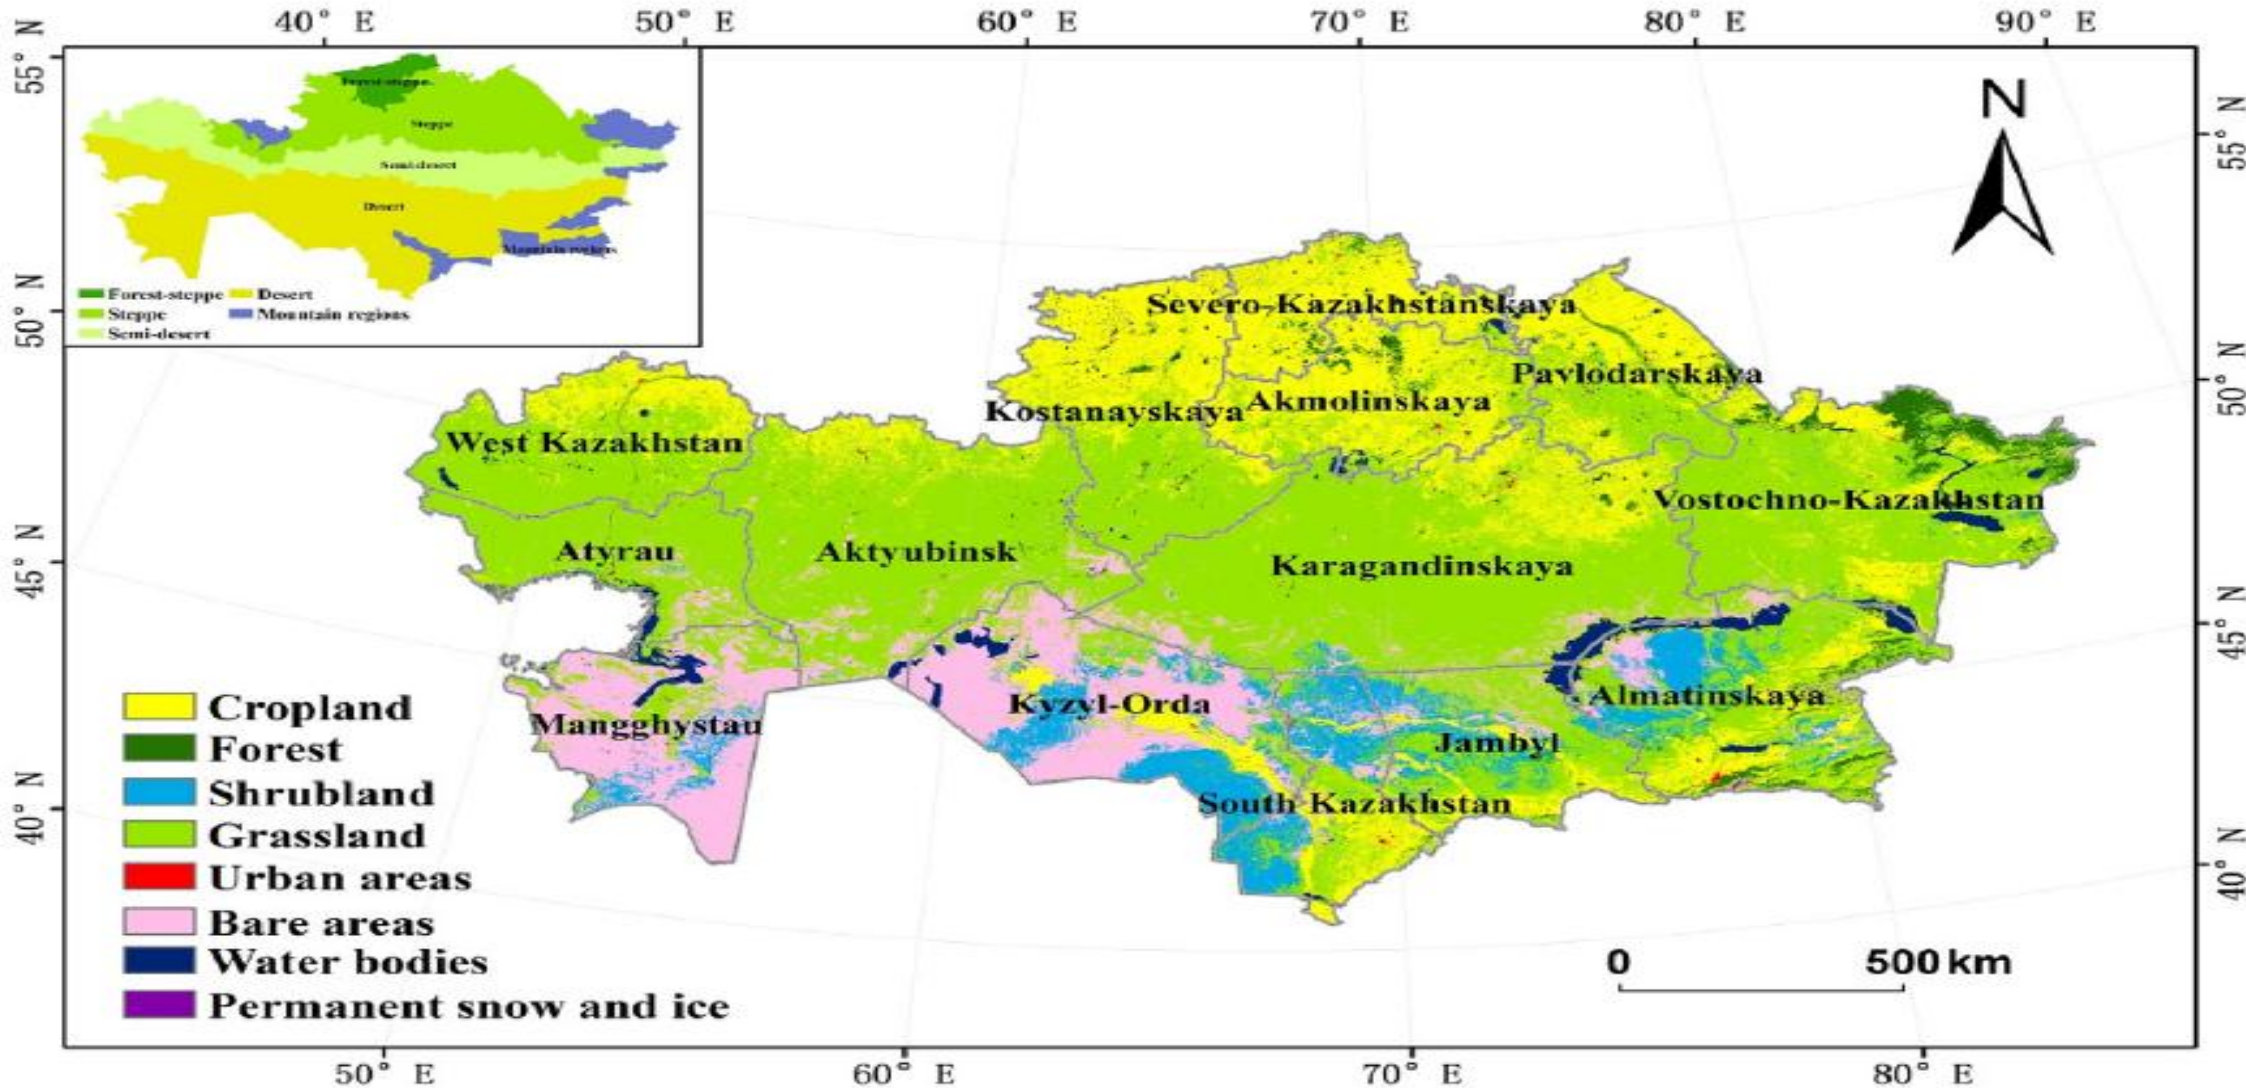 40° E 50° E 60° E 70° E 80° E 90° E
55° N
50° N
45° N
40° N
55° N
50° N
45° N
40° N
50° E 60° E 70° E 80° E
Forest-steppe
Steppe
Semi-desert
Desert
Mountain regions
Forest-steppe Desert
Steppe Mountain regions
Semi-desert
N
Severo-Kazakhstanskaya
Pavlodarskaya
Kostanayskaya Akmolinskaya
West Kazakhstan
Vostochno-Kazakhstan
Atyrau Aktyubinsk Karagandinskaya
Mangghystau Kyzyl-Orda Almatinskaya
Jambyl
South Kazakhstan
Cropland
Forest
Shrubland
Grassland
Urban areas
Bare areas
Water bodies
Permanent snow and ice
0 500 km